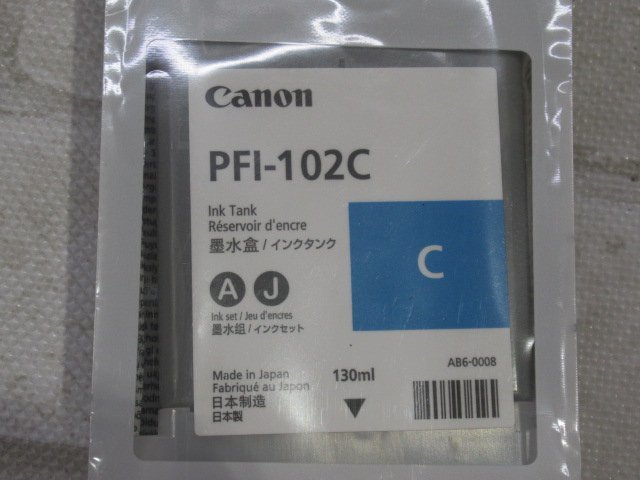 Canon
PFI-102C
Ink Tank
Réservoir d'encre
墨水盒/インクタンク
C
A J
Ink set / Jeu d'encres
墨水组/インクセット
AB6-0008
Made in Japan
Fabriqué au Japon
130ml
日本制造
日本製